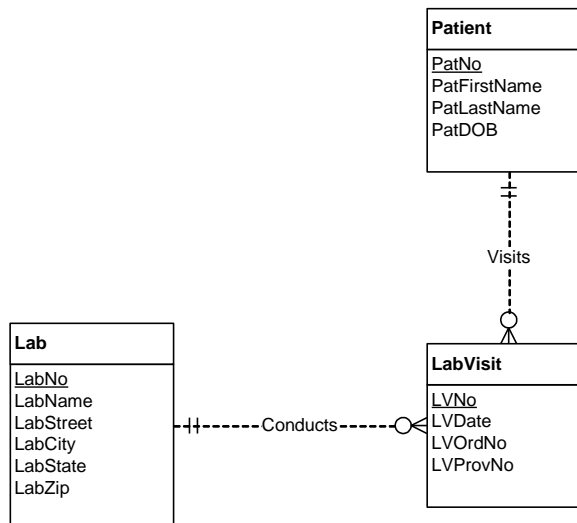 Patient
PatNo
PatFirstName
PatLastName
PatDOB
Visits
Lab
LabNo
LabName
LabStreet
LabCity
LabState
LabZip
Conducts
LabVisit
LVNo
LVDate
LVOrdNo
LVProvNo